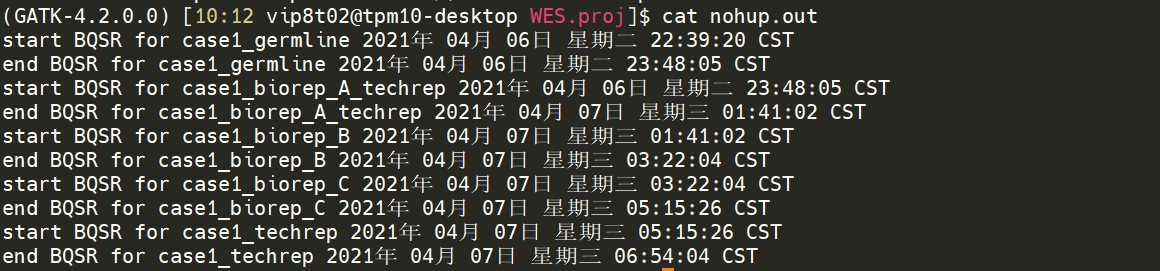 (GATK-4.2.0.0) [10:12 vip8t02@tpm10-desktop WES.proj]$ cat nohup.out
start BQSR for case1_germline 2021年 04月 06日 星期二 22:39:20 CST
end BQSR for case1_germline 2021年 04月 06日 星期二 23:48:05 CST
start BQSR for case1_biorep_A_techrep 2021年 04月 06日 星期二 23:48:05 CST
end BQSR for case1_biorep_A_techrep 2021年 04月 07日 星期三 01:41:02 CST
start BQSR for case1_biorep_B 2021年 04月 07日 星期三 01:41:02 CST
end BQSR for case1_biorep_B 2021年 04月 07日 星期三 03:22:04 CST
start BQSR for case1_biorep_C 2021年 04月 07日 星期三 03:22:04 CST
end BQSR for case1_biorep_C 2021年 04月 07日 星期三 05:15:26 CST
start BQSR for case1_techrep 2021年 04月 07日 星期三 05:15:26 CST
end BQSR for case1_techrep 2021年 04月 07日 星期三 06:54:04 CST